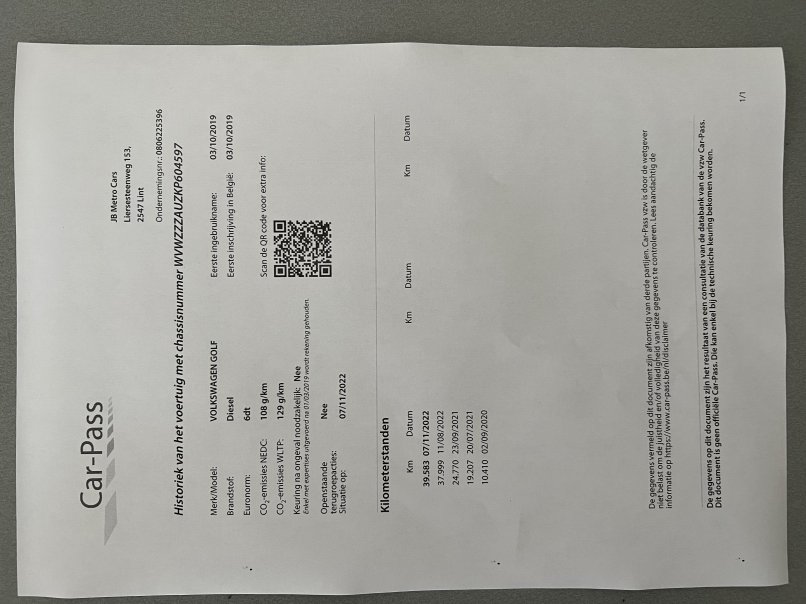 Car-Pass
JB Metro Cars
Liersesteenweg 153,
2547 Lint
Ondernemingsnr.: 0806225396
Historiek van het voertuig met chassisnummer WVWZZZAUZKP604597
Merk/Model: VOLKSWAGEN GOLF
Eerste ingebruikname: 03/10/2019
Brandstof: Diesel
Eerste inschrijving in België: 03/10/2019
Euronorm: 6dt
CO2-emissies NEDC: 108 g/km
Scan de QR code voor extra info:
CO2-emissies WLTP: 129 g/km
Keuring na ongeval noodzakelijk: Nee
Enkel met expertises uitgevoerd na 01/03/2019 wordt rekening gehouden.
Openstaande Nee
terugroepacties:
Situatie op: 07/11/2022
Kilometerstanden
Km Datum Km Datum Km Datum
39.583 07/11/2022
37.999 11/08/2022
24.770 23/09/2021
19.207 20/07/2021
10.410 02/09/2020
De gegevens vermeld op dit document zijn afkomstig van derde partijen. Car-Pass vzw is door de wetgever
niet belast om de juistheid en/of volledigheid van deze gegevens te controleren. Lees aandachtig de
informatie op https://www.car-pass.be/nl/disclaimer
De gegevens op dit document zijn het resultaat van een consultatie van de databank van de vzw Car-Pass.
Dit document is geen officiële Car-Pass. Die kan enkel bij de technische keuring bekomen worden.
1/1